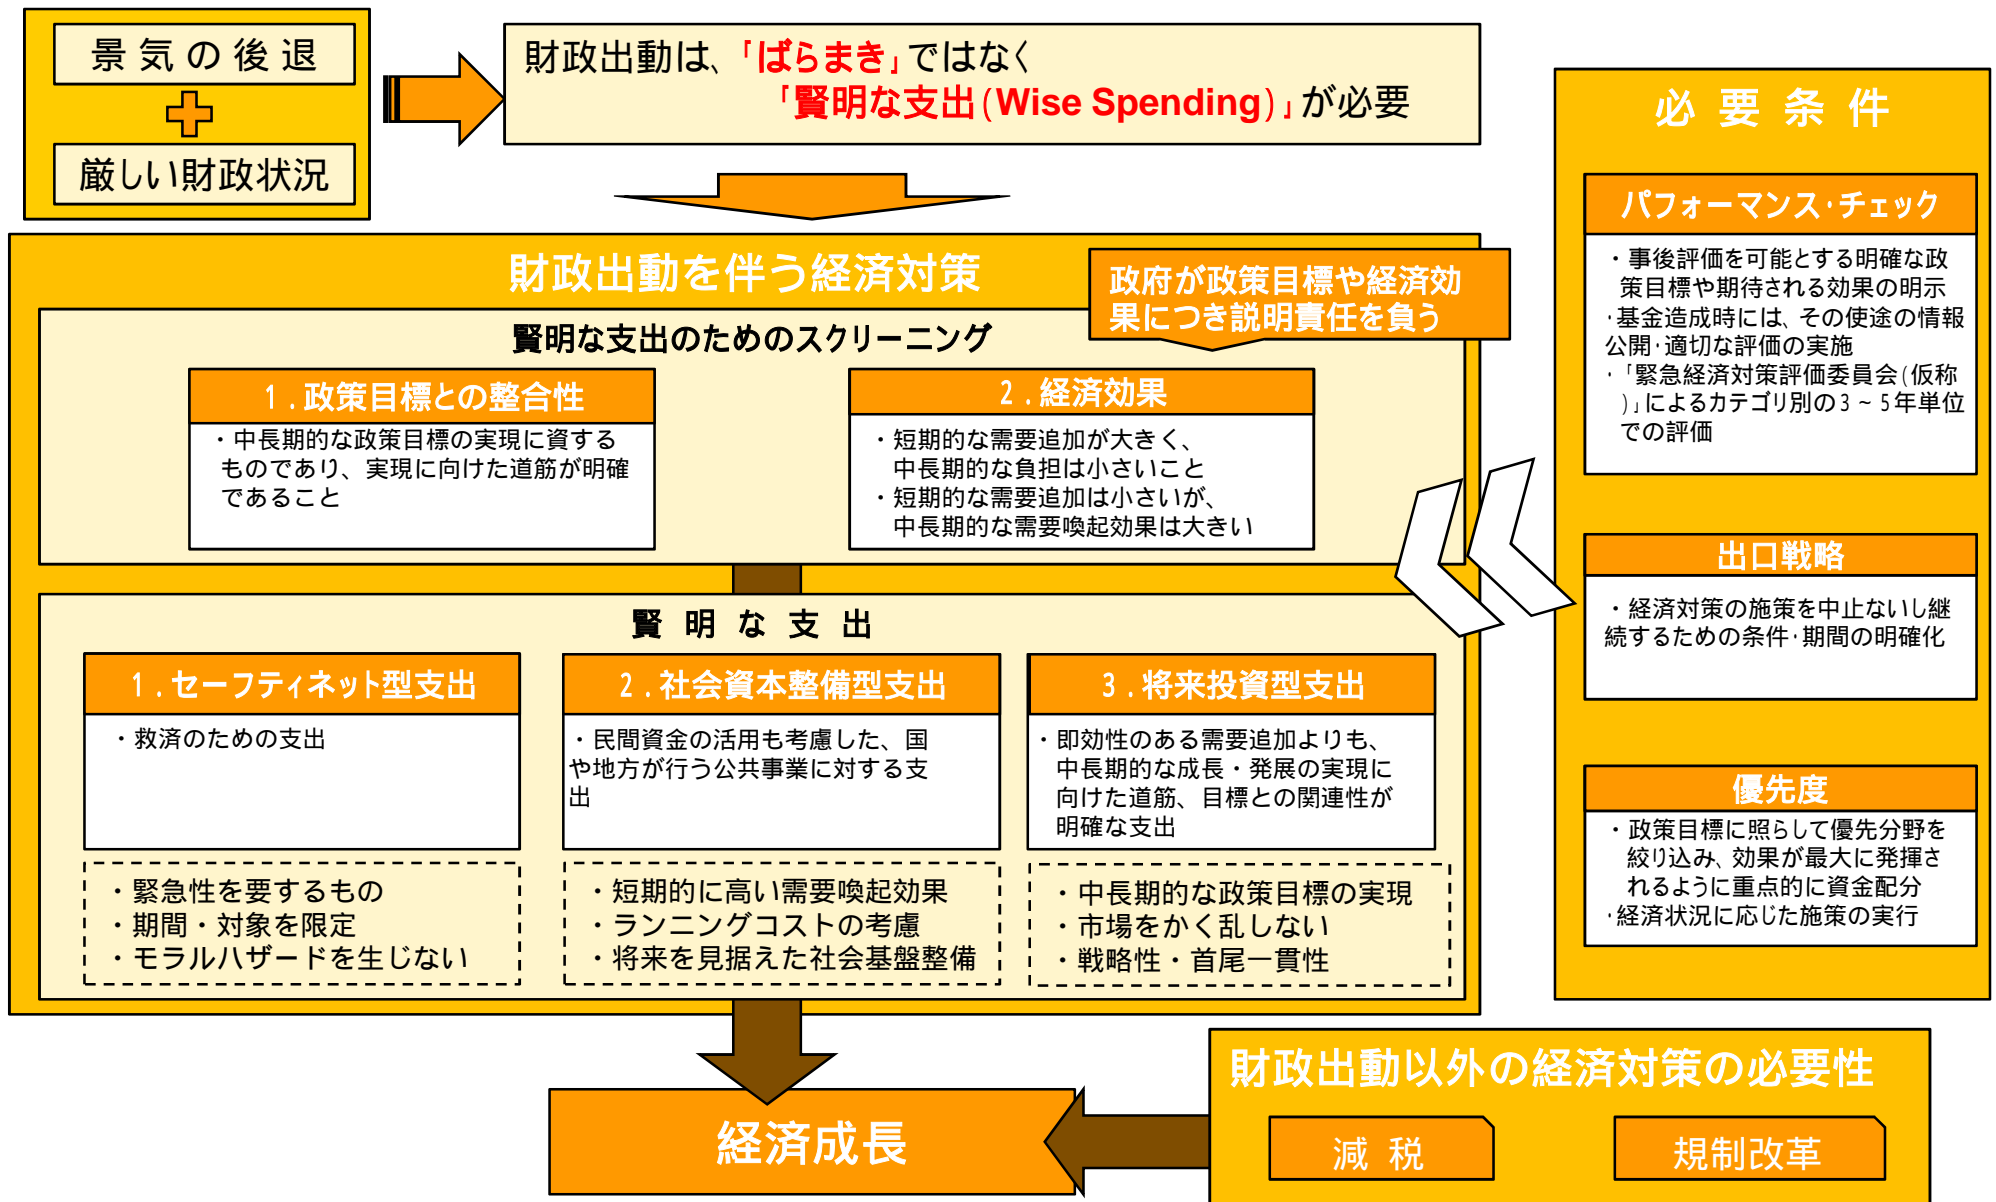 景気の後退
厳しい財政状況
財政出動は、「ばらまき」ではなく
「賢明な支出(Wise Spending)」が必要
財政出動を伴う経済対策
政府が政策目標や経済効
果につき説明責任を負う
賢明な支出のためのスクリーニング
1.政策目標との整合性
・中長期的な政策目標の実現に資する
ものであり、実現に向けた道筋が明確
であること
2.経済効果
・短期的な需要追加が大きく、
中長期的な負担は小さいこと
・短期的な需要追加は小さいが、
中長期的な需要喚起効果は大きい
賢明な支出
1.セーフティネット型支出
・救済のための支出
・緊急性を要するもの
・期間・対象を限定
・モラルハザードを生じない
2.社会資本整備型支出
・民間資金の活用も考慮した、国
や地方が行う公共事業に対する支
出
・短期的に高い需要喚起効果
・ランニングコストの考慮
・将来を見据えた社会基盤整備
3.将来投資型支出
・即効性のある需要追加よりも、
中長期的な成長・発展の実現に
向けた道筋、目標との関連性が
明確な支出
・中長期的な政策目標の実現
・市場をかく乱しない
・戦略性・首尾一貫性
必要条件
パフォーマンス・チェック
・事後評価を可能とする明確な政
策目標や期待される効果の明示
・基金造成時には、その使途の情報
公開・適切な評価の実施
・「緊急経済対策評価委員会(仮称
)」によるカテゴリ別の3~5年単位
での評価
出口戦略
・経済対策の施策を中止ないし継
続するための条件・期間の明確化
優先度
・政策目標に照らして優先分野を
絞り込み、効果が最大に発揮さ
れるように重点的に資金配分
・経済状況に応じた施策の実行
経済成長
財政出動以外の経済対策の必要性
減税
規制改革